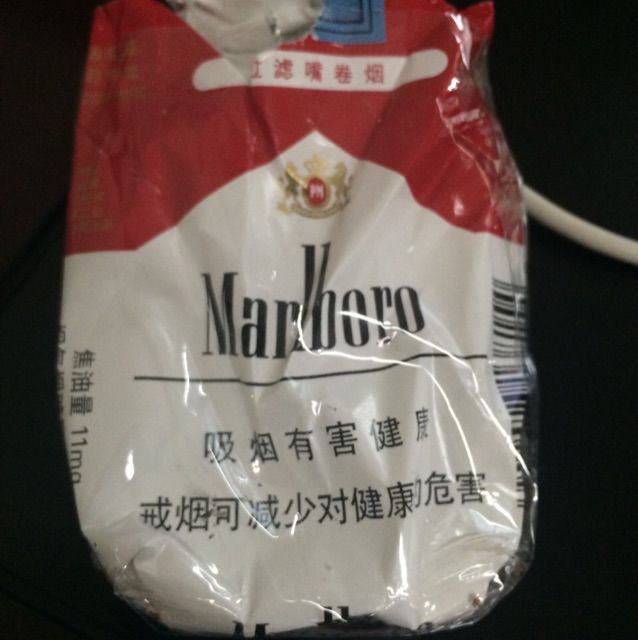 过滤嘴卷烟
PM
Marlboro
吸烟有害健康
戒烟可减少对健康的危害
焦油量 11mg